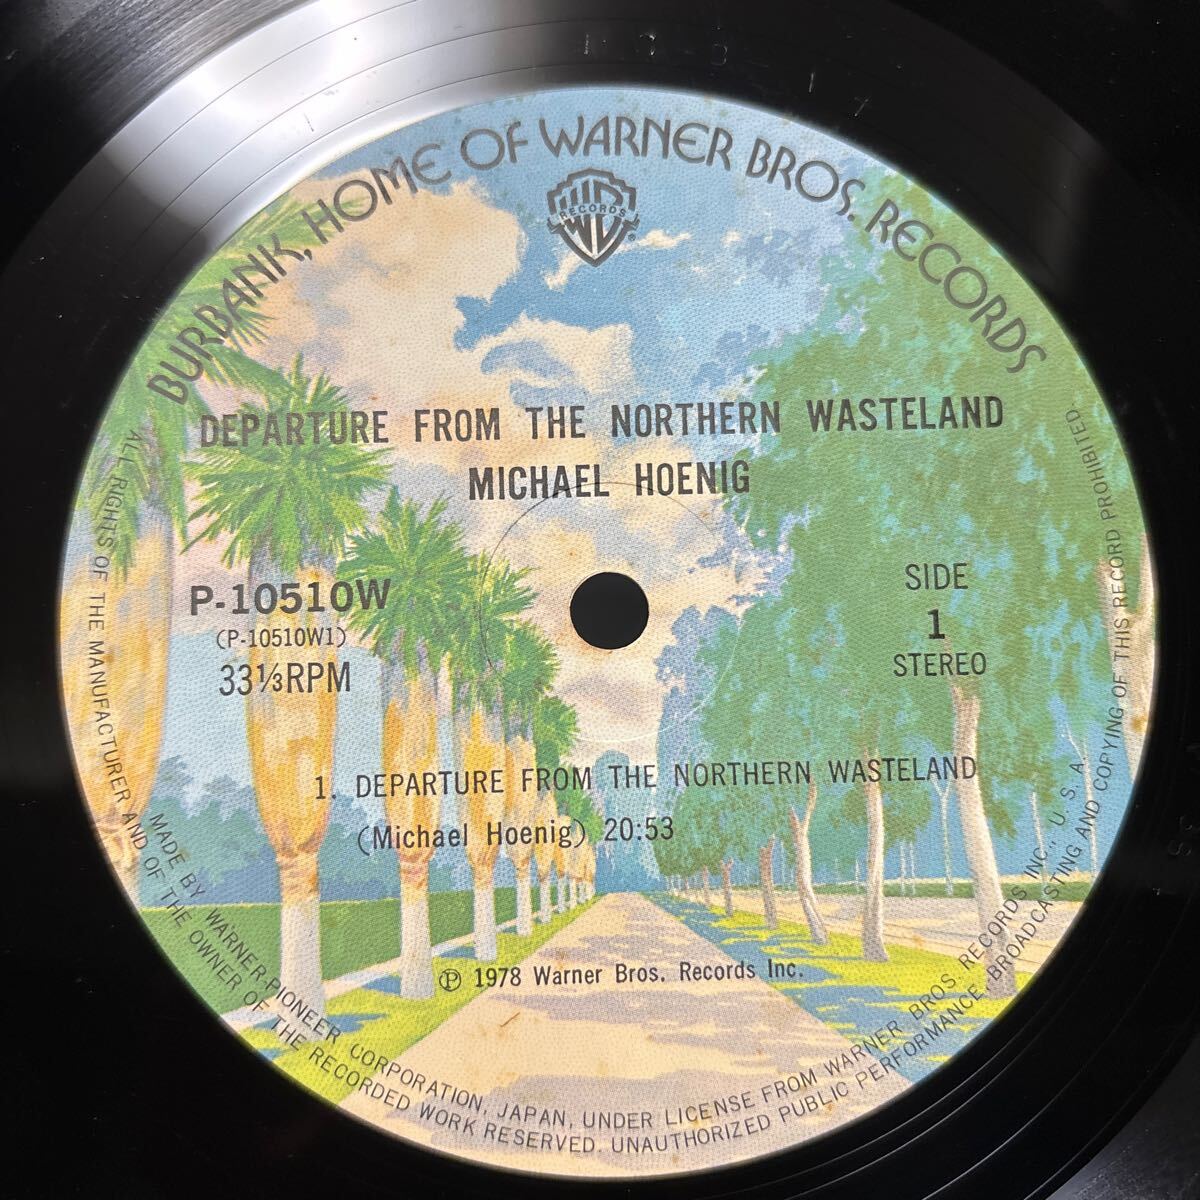 BURBANK, HOME OF WARNER BROS. RECORDS
RECORDS
DEPARTURE FROM THE NORTHERN WASTELAND
MICHAEL HOENIG
P-10510W
(P-10510W1)
33⅓RPM
SIDE
1
STEREO
1. DEPARTURE FROM THE NORTHERN WASTELAND
(Michael Hoenig) 20:53
Ⓟ 1978 Warner Bros. Records Inc.
MADE BY WARNER-PIONEER CORPORATION, JAPAN, UNDER LICENSE FROM WARNER BROS. RECORDS INC., U. S. A.
ALL RIGHTS OF THE MANUFACTURER AND OF THE OWNER OF THE RECORDED WORK RESERVED. UNAUTHORIZED PUBLIC PERFORMANCE, BROADCASTING AND COPYING OF THIS RECORD PROHIBITED.